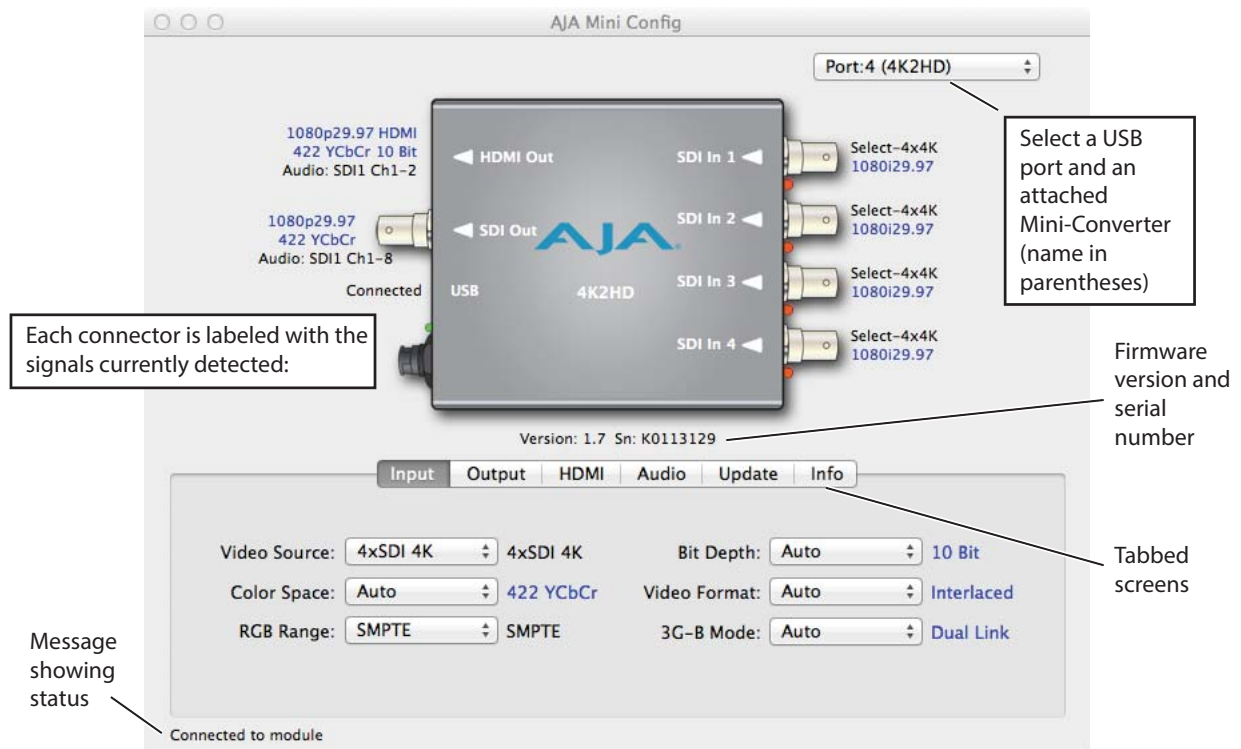 AJA Mini Config
Port:4 (4K2HD)
Select a USB
port and an
attached
Mini-Converter
(name in
parentheses)
1080p29.97 HDMI
422 YCbCr 10 Bit
Audio: SDI1 Ch1-2
1080p29.97
422 YCbCr
Audio: SDI1 Ch1-8
Connected
HDMI Out
SDI Out
USB
AJA
4K2HD
SDI In 1
SDI In 2
SDI In 3
SDI In 4
Select-4x4K
1080i29.97
Select-4x4K
1080i29.97
Select-4x4K
1080i29.97
Select-4x4K
1080i29.97
Each connector is labeled with the
signals currently detected:
Firmware
version and
serial
number
Version: 1.7 Sn: K0113129
Input Output HDMI Audio Update Info
Video Source: 4xSDI 4K 4xSDI 4K Bit Depth: Auto 10 Bit
Color Space: Auto 422 YCbCr Video Format: Auto Interlaced
RGB Range: SMPTE SMPTE 3G-B Mode: Auto Dual Link
Tabbed
screens
Message
showing
status
Connected to module